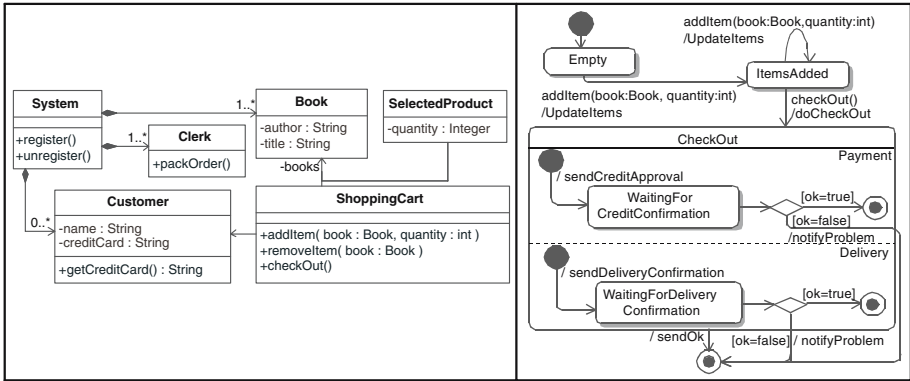 System
+register()
+unregister()
1..*
Book
-author : String
-title : String
SelectedProduct
-quantity : Integer
1..*
Clerk
+packOrder()
-books
0..*
Customer
-name : String
-creditCard : String
+getCreditCard() : String
ShoppingCart
+addItem( book : Book, quantity : int )
+removeItem( book : Book )
+checkOut()
addItem(book:Book,quantity:int)
/UpdateItems
Empty
ItemsAdded
addItem(book:Book, quantity:int)
/UpdateItems
checkOut()
/doCheckOut
CheckOut
Payment
/ sendCreditApproval
WaitingFor
CreditConfirmation
[ok=true]
[ok=false]
/notifyProblem
Delivery
/ sendDeliveryConfirmation
WaitingForDelivery
Confirmation
[ok=true]
/ sendOk
[ok=false] / notifyProblem